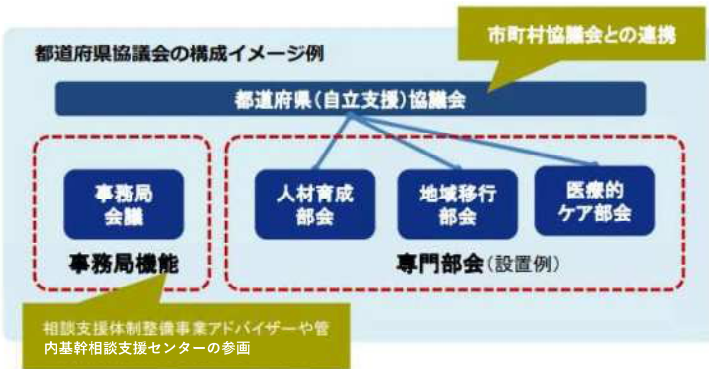 市町村協議会との連携
都道府県協議会の構成イメージ例
都道府県(自立支援)協議会
事務局
会議
人材育成
部会
地域移行
部会
医療的
ケア部会
事務局機能
専門部会(設置例)
相談支援体制整備事業アドバイザーや管
内基幹相談支援センターの参画